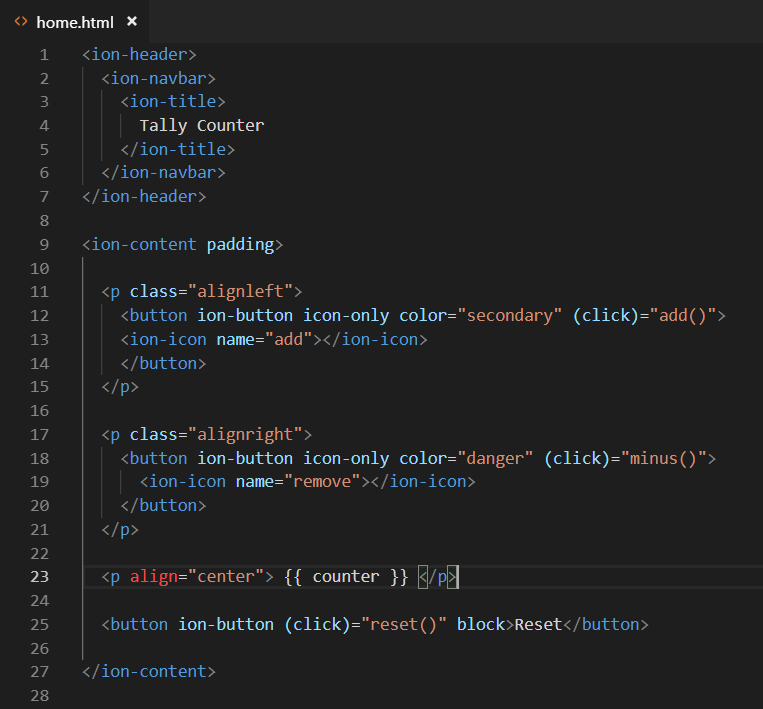 <> home.html ×
1 <ion-header>
2   <ion-navbar>
3     <ion-title>
4       Tally Counter
5     </ion-title>
6   </ion-navbar>
7 </ion-header>
8
9 <ion-content padding>
10
11   <p class="alignleft">
12     <button ion-button icon-only color="secondary" (click)="add()">
13     <ion-icon name="add"></ion-icon>
14     </button>
15   </p>
16
17   <p class="alignright">
18     <button ion-button icon-only color="danger" (click)="minus()">
19       <ion-icon name="remove"></ion-icon>
20     </button>
21   </p>
22
23   <p align="center"> {{ counter }} </p>
24
25   <button ion-button (click)="reset()" block>Reset</button>
26
27 </ion-content>
28